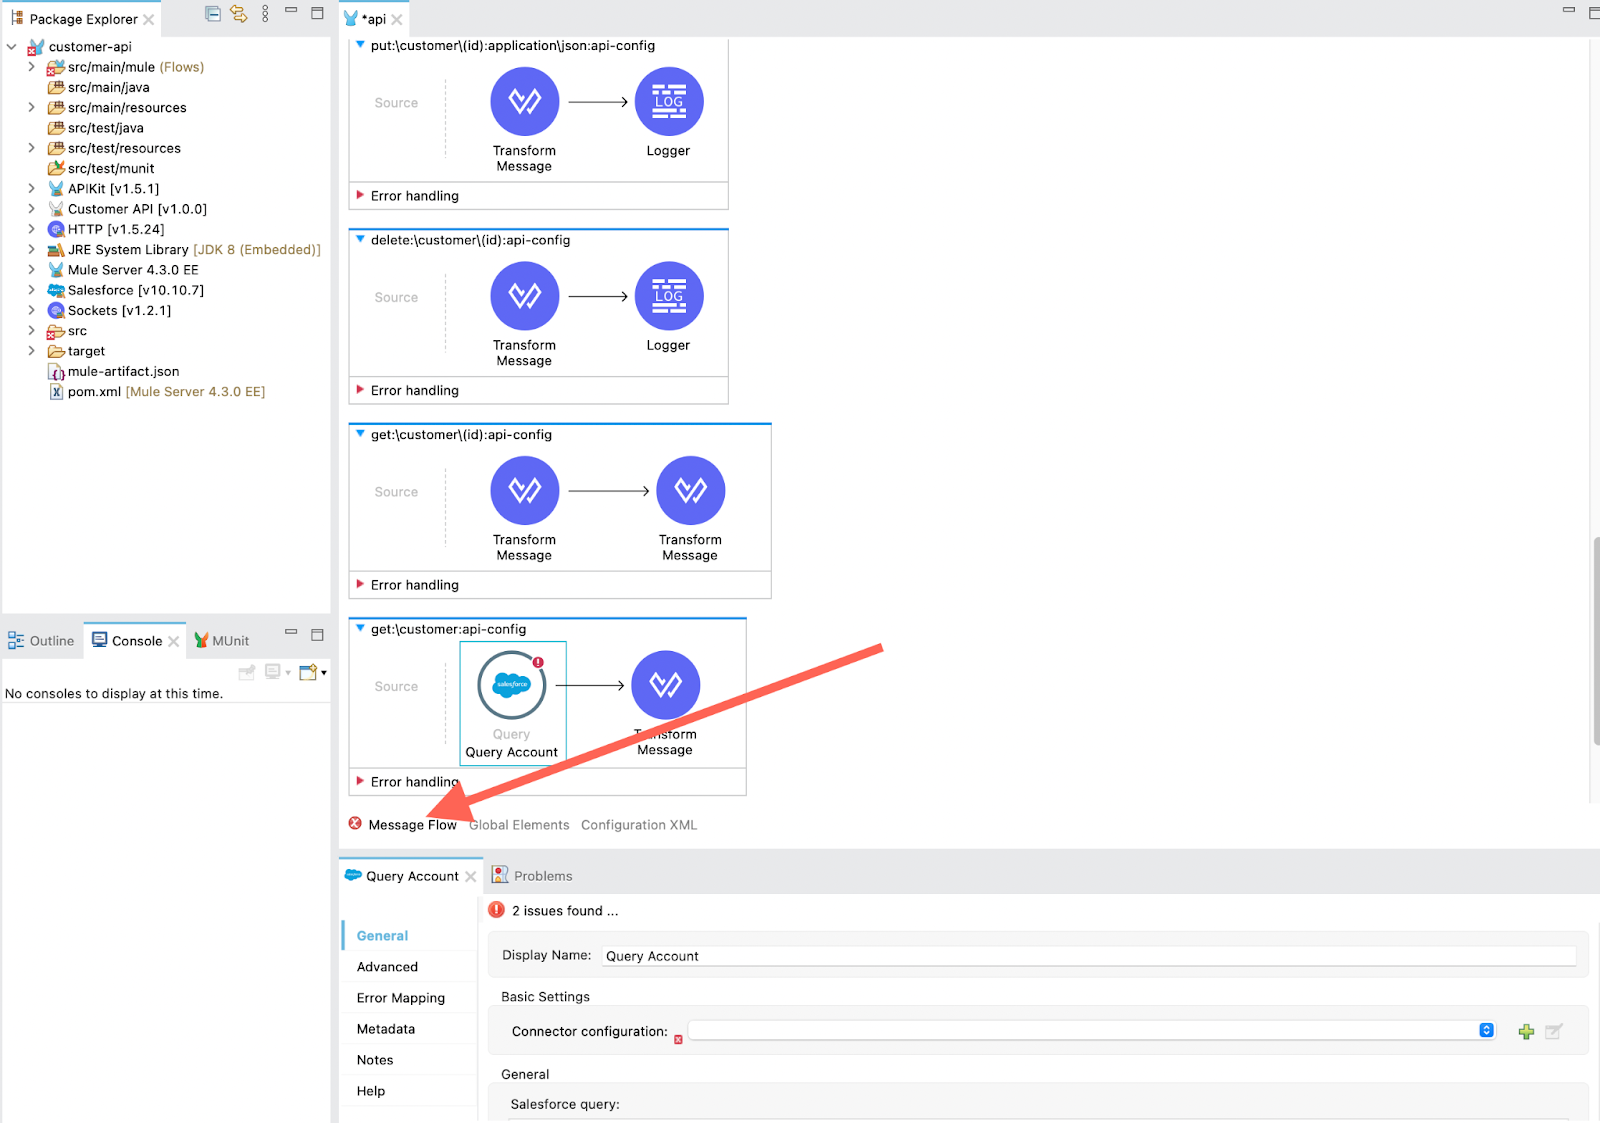 Package Explorer
customer-api
src/main/mule (Flows)
src/main/java
src/main/resources
src/test/java
src/test/resources
src/test/munit
APIKit [v1.5.1]
Customer API [v1.0.0]
HTTP [v1.5.24]
JRE System Library [JDK 8 (Embedded)]
Mule Server 4.3.0 EE
Salesforce [v10.10.7]
Sockets [v1.2.1]
src
target
mule-artifact.json
pom.xml [Mule Server 4.3.0 EE]
Outline Console MUnit
No consoles to display at this time.
*api
put:\customer\(id):application\json:api-config
Source
LOG
Transform
Message
Logger
Error handling
delete:\customer\(id):api-config
Source
LOG
Transform
Message
Logger
Error handling
get:\customer\(id):api-config
Source
Transform
Message
Transform
Message
Error handling
get:\customer:api-config
Source
salesforce
Query
Query Account
Transform
Message
Error handling
Message Flow Global Elements Configuration XML
Query Account Problems
2 issues found ...
General
Advanced
Error Mapping
Metadata
Notes
Help
Display Name: Query Account
Basic Settings
Connector configuration:
General
Salesforce query: